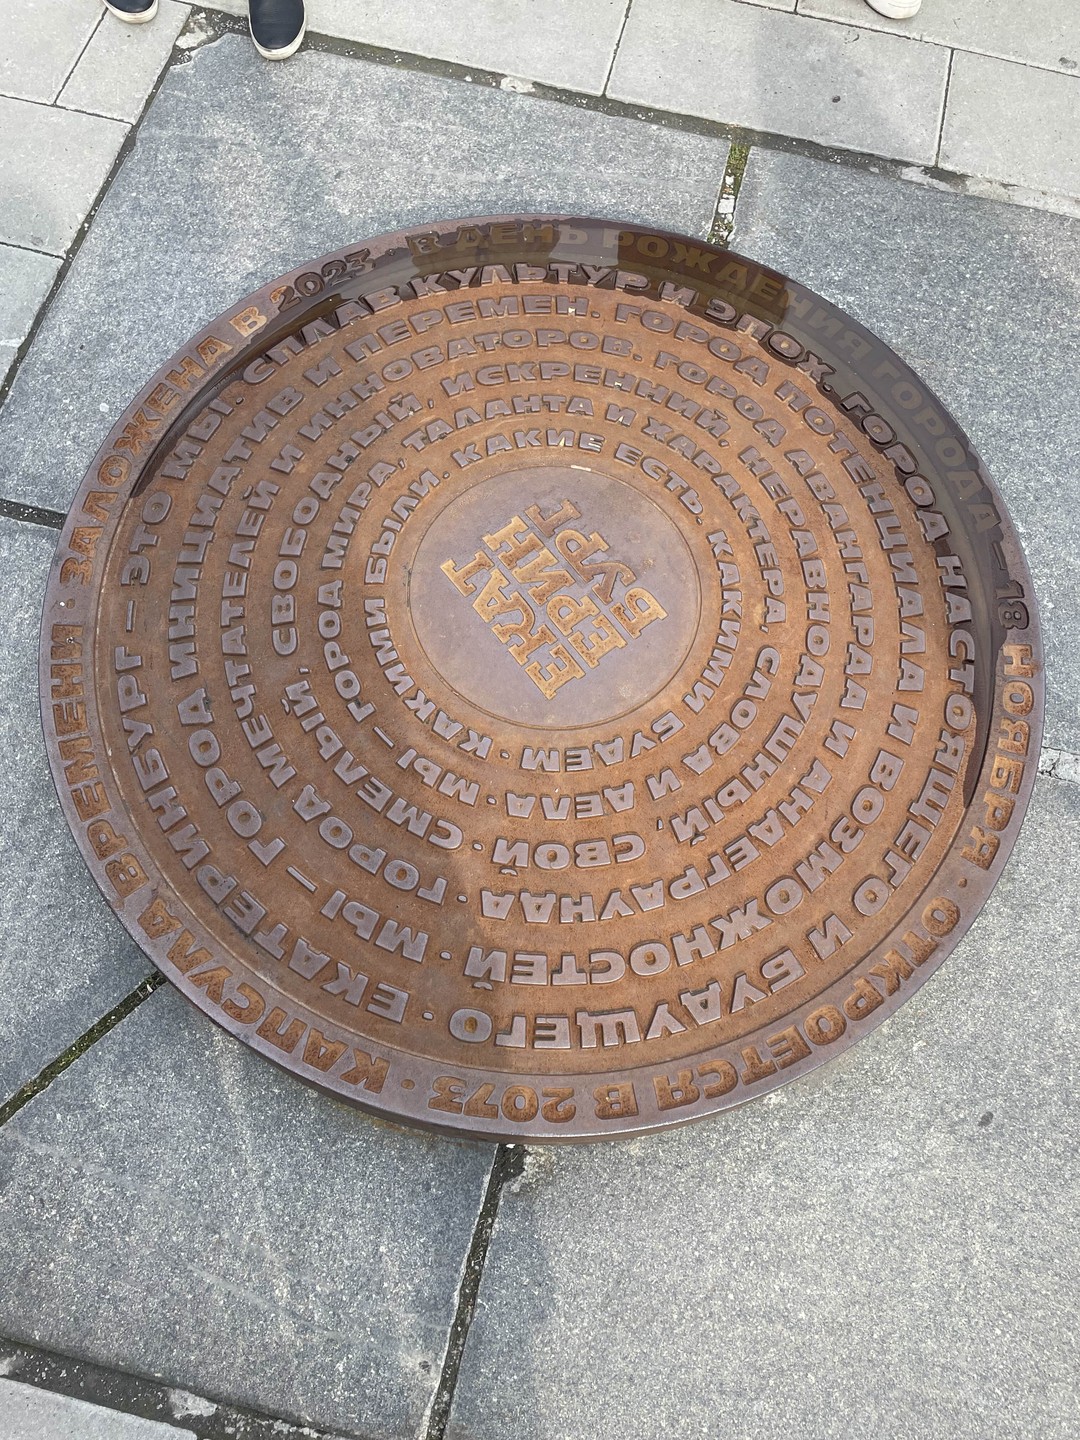 КАПСУЛА ВРЕМЕНИ · ЗАЛОЖЕНА В 2023 · В ДЕНЬ РОЖДЕНИЯ ГОРОДА – 18 НОЯБРЯ · ОТКРОЕТСЯ В 2073 ·
ЕКАТЕРИНБУРГ – ЭТО МЫ. СПЛАВ КУЛЬТУР И ЭПОХ. ГОРОД НАСТОЯЩЕГО И БУДУЩЕГО ·
МЫ – ГОРОД ИНИЦИАТИВ И ПЕРЕМЕН. ГОРОД ПОТЕНЦИАЛА И ВОЗМОЖНОСТЕЙ ·
ГОРОД МЕЧТАТЕЛЕЙ И ИННОВАТОРОВ. ГОРОД АВАНГАРДА И АНДЕГРАУНДА ·
СМЕЛЫЙ, СВОБОДНЫЙ, ИСКРЕННИЙ, НЕРАВНОДУШНЫЙ, СВОЙ ·
МЫ – ГОРОД МИРА, ТАЛАНТА И ХАРАКТЕРА, СЛОВА И ДЕЛА ·
КАКИМИ БЫЛИ. КАКИЕ ЕСТЬ. КАКИМИ БУДЕМ ·
ЕКАТ
ЕРИН
БУРГ